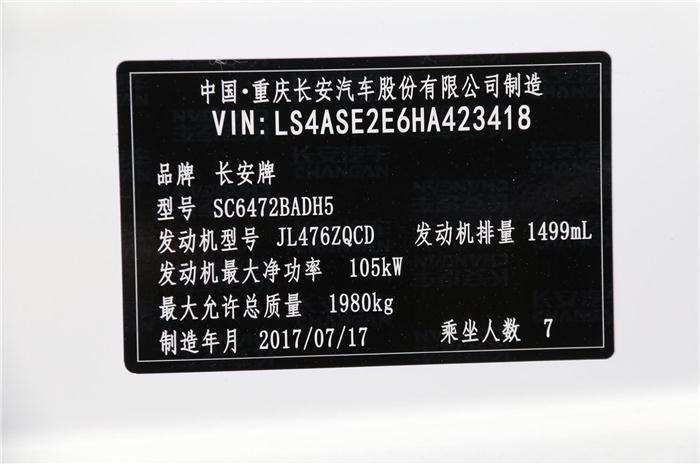 中国·重庆长安汽车股份有限公司制造
VIN: LS4ASE2E6HA423418
品牌 长安牌
型号 SC6472BADH5
发动机型号 JL476ZQCD 发动机排量 1499mL
发动机最大净功率 105kW
最大允许总质量 1980kg
制造年月 2017/07/17 乘坐人数 7